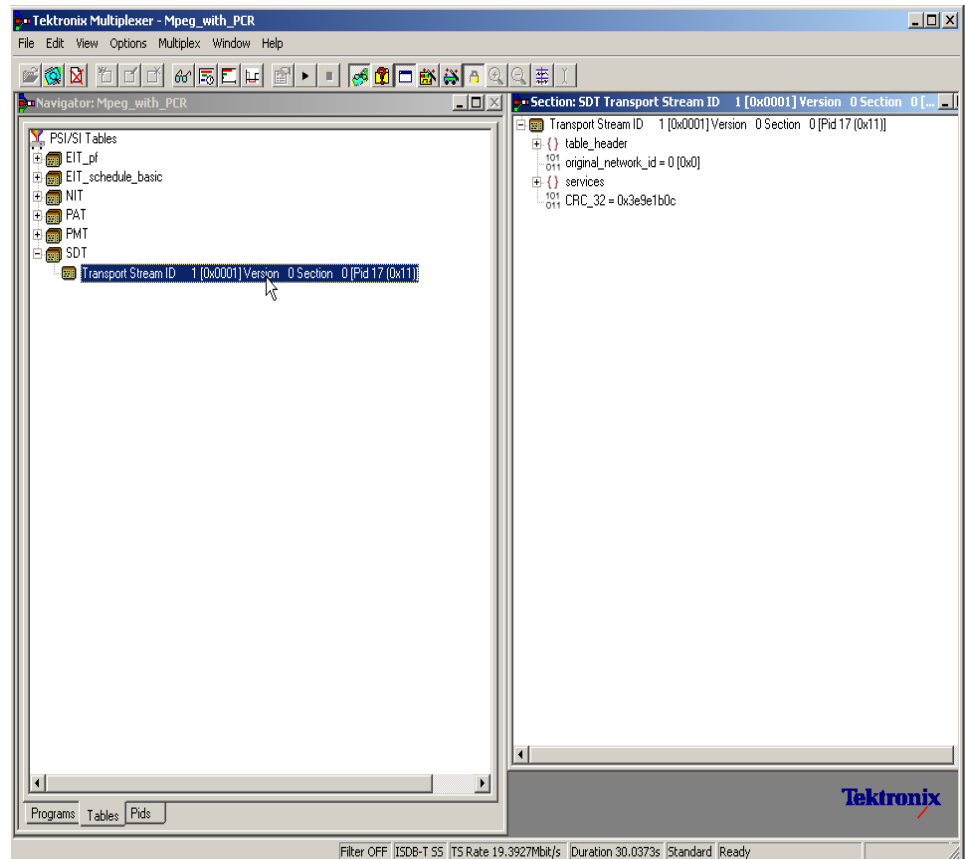 Tektronix Multiplexer - Mpeg_with_PCR
File Edit View Options Multiplex Window Help
Navigator: Mpeg_with_PCR
PSI/SI Tables
EIT_pf
EIT_schedule_basic
NIT
PAT
PMT
SDT
Transport Stream ID 1 [0x0001] Version 0 Section 0 [Pid 17 (0x11)]
Programs Tables Pids
Section: SDT Transport Stream ID 1 [0x0001] Version 0 Section 0 [...
Transport Stream ID 1 [0x0001] Version 0 Section 0 [Pid 17 (0x11)]
{} table_header
101 011 original_network_id = 0 [0x0]
{} services
101 011 CRC_32 = 0x3e9e1b0c
Tektronix
Filter OFF ISDB-T SS TS Rate 19.3927Mbit/s Duration 30.0373s Standard Ready